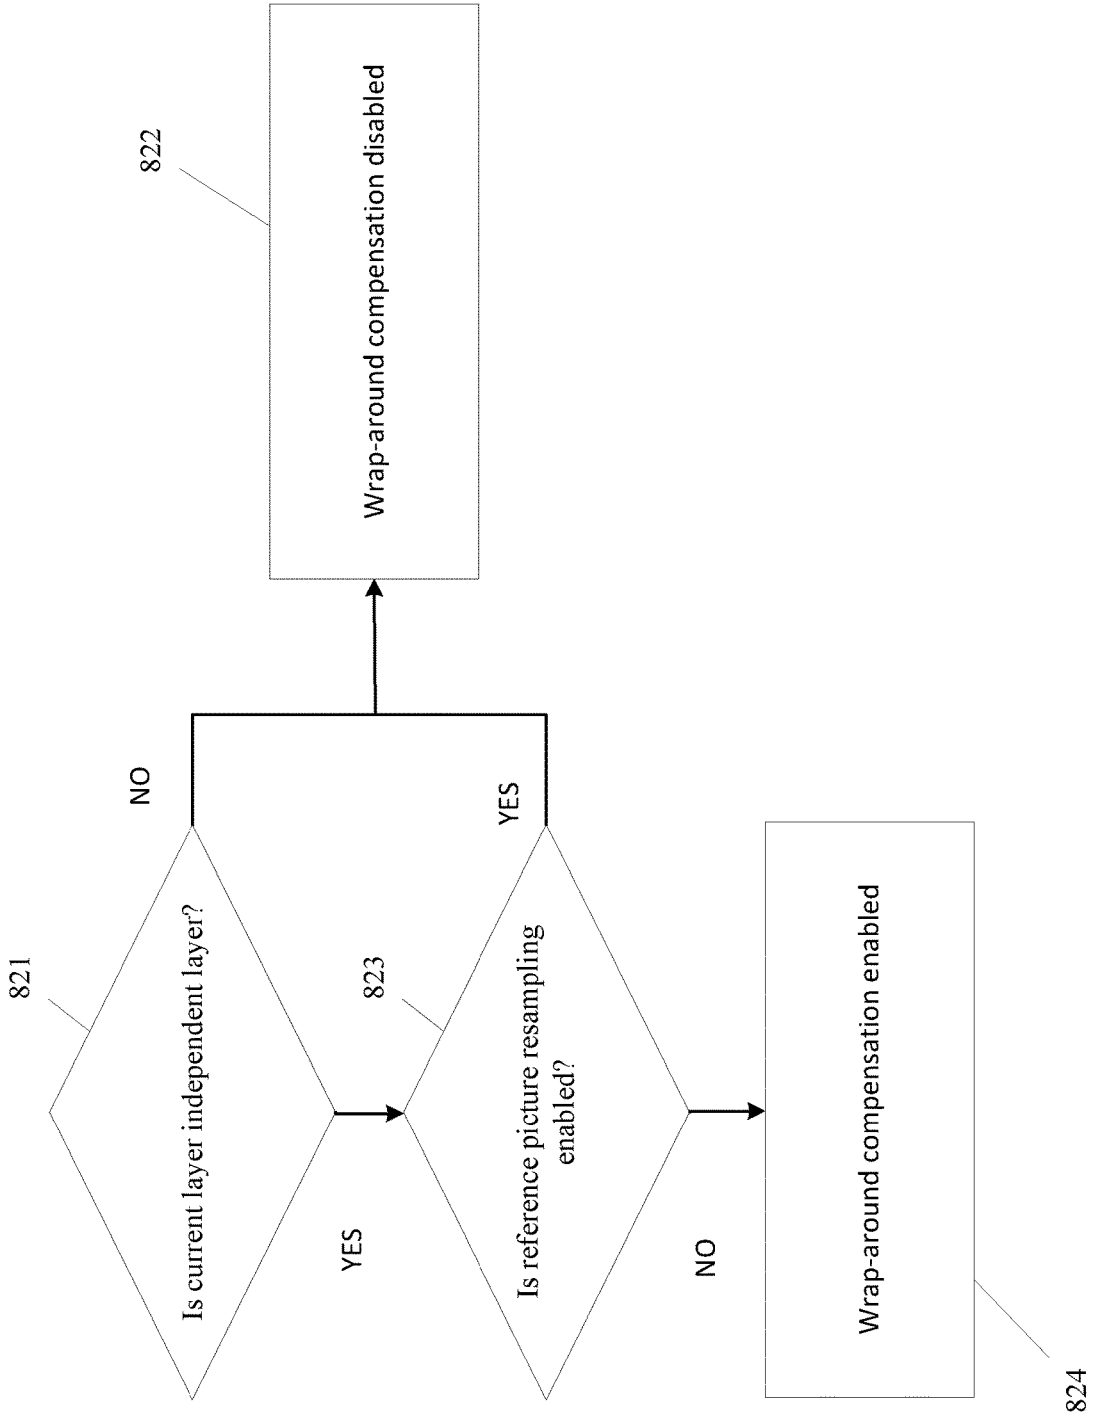 821
Is current layer independent layer?
NO
822
Wrap-around compensation disabled
YES
823
Is reference picture resampling
enabled?
YES
NO
Wrap-around compensation enabled
824